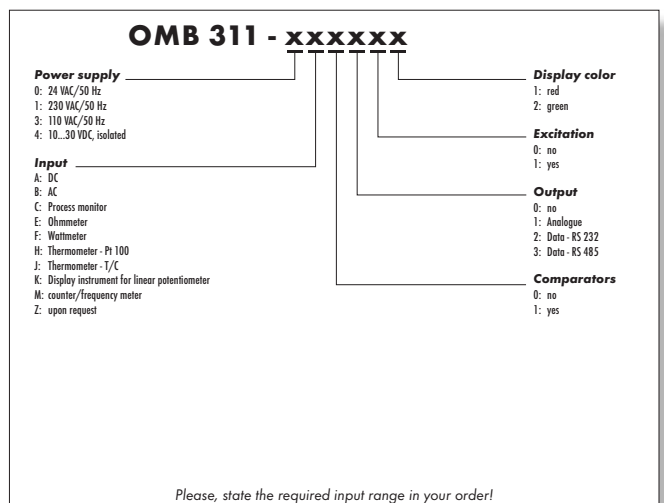 OMB 311 - xxxxxx
Power supply
0: 24 VAC/50 Hz
1: 230 VAC/50 Hz
3: 110 VAC/50 Hz
4: 10...30 VDC, isolated
Input
A: DC
B: AC
C: Process monitor
E: Ohmmeter
F: Wattmeter
H: Thermometer - Pt 100
J: Thermometer - T/C
K: Display instrument for linear potentiometer
M: counter/frequency meter
Z: upon request
Display color
1: red
2: green
Excitation
0: no
1: yes
Output
0: no
1: Analogue
2: Data - RS 232
3: Data - RS 485
Comparators
0: no
1: yes
Please, state the required input range in your order!